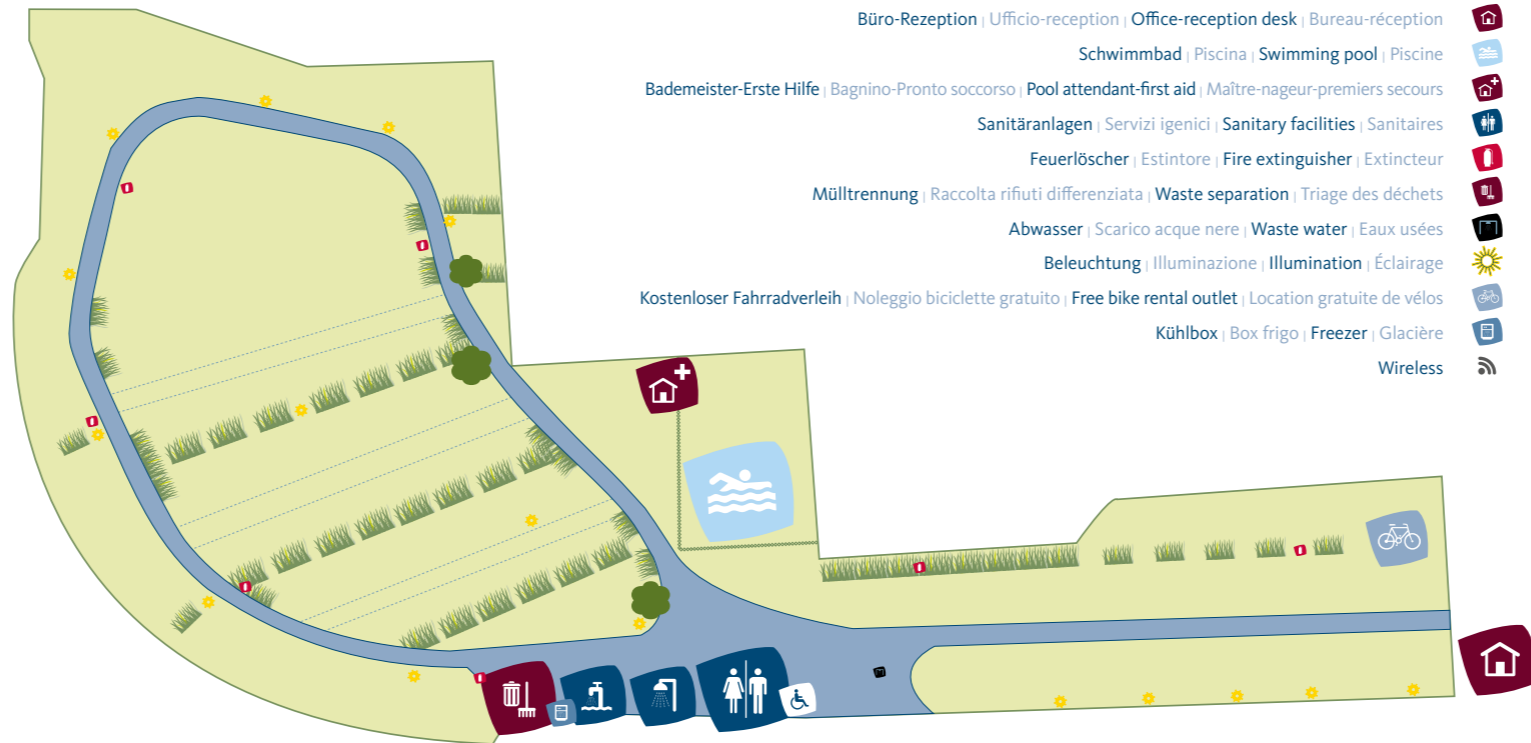 Büro-Rezeption | Ufficio-reception | Office-reception desk | Bureau-réception
Schwimmbad | Piscina | Swimming pool | Piscine
Bademeister-Erste Hilfe | Bagnino-Pronto soccorso | Pool attendant-first aid | Maître-nageur-premiers secours
Sanitäranlagen | Servizi igenici | Sanitary facilities | Sanitaires
Feuerlöscher | Estintore | Fire extinguisher | Extincteur
Mülltrennung | Raccolta rifiuti differenziata | Waste separation | Triage des déchets
Abwasser | Scarico acque nere | Waste water | Eaux usées
Beleuchtung | Illuminazione | Illumination | Éclairage
Kostenloser Fahrradverleih | Noleggio biciclette gratuito | Free bike rental outlet | Location gratuite de vélos
Kühlbox | Box frigo | Freezer | Glacière
Wireless